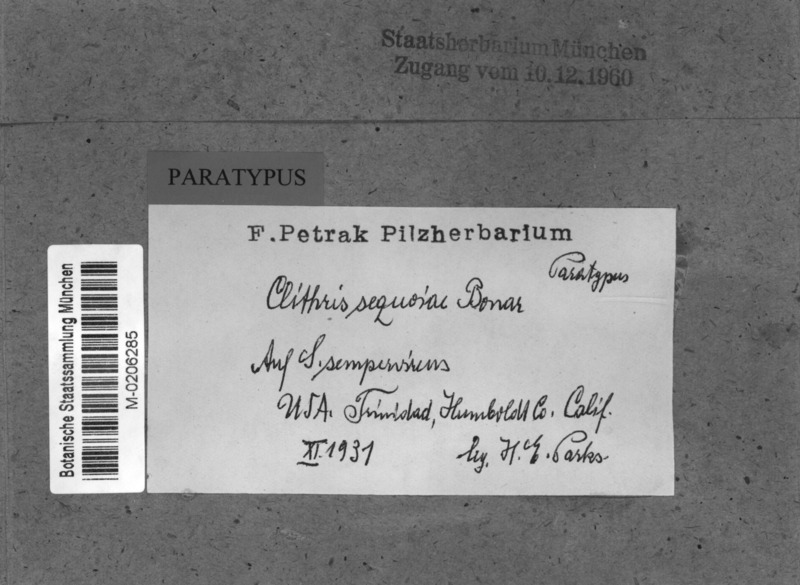 Staatsherbarium München
Zugang vom 10.12.1960
PARATYPUS
F. Petrak Pilzherbarium
Paratypus
Clithris sequoiae Bonar
Auf S. sempervirens
USA. Trinidad, Humboldt Co. Calif.
XI.1931 leg. H. E. Parks
Botanische Staatssammlung München
M-0206285